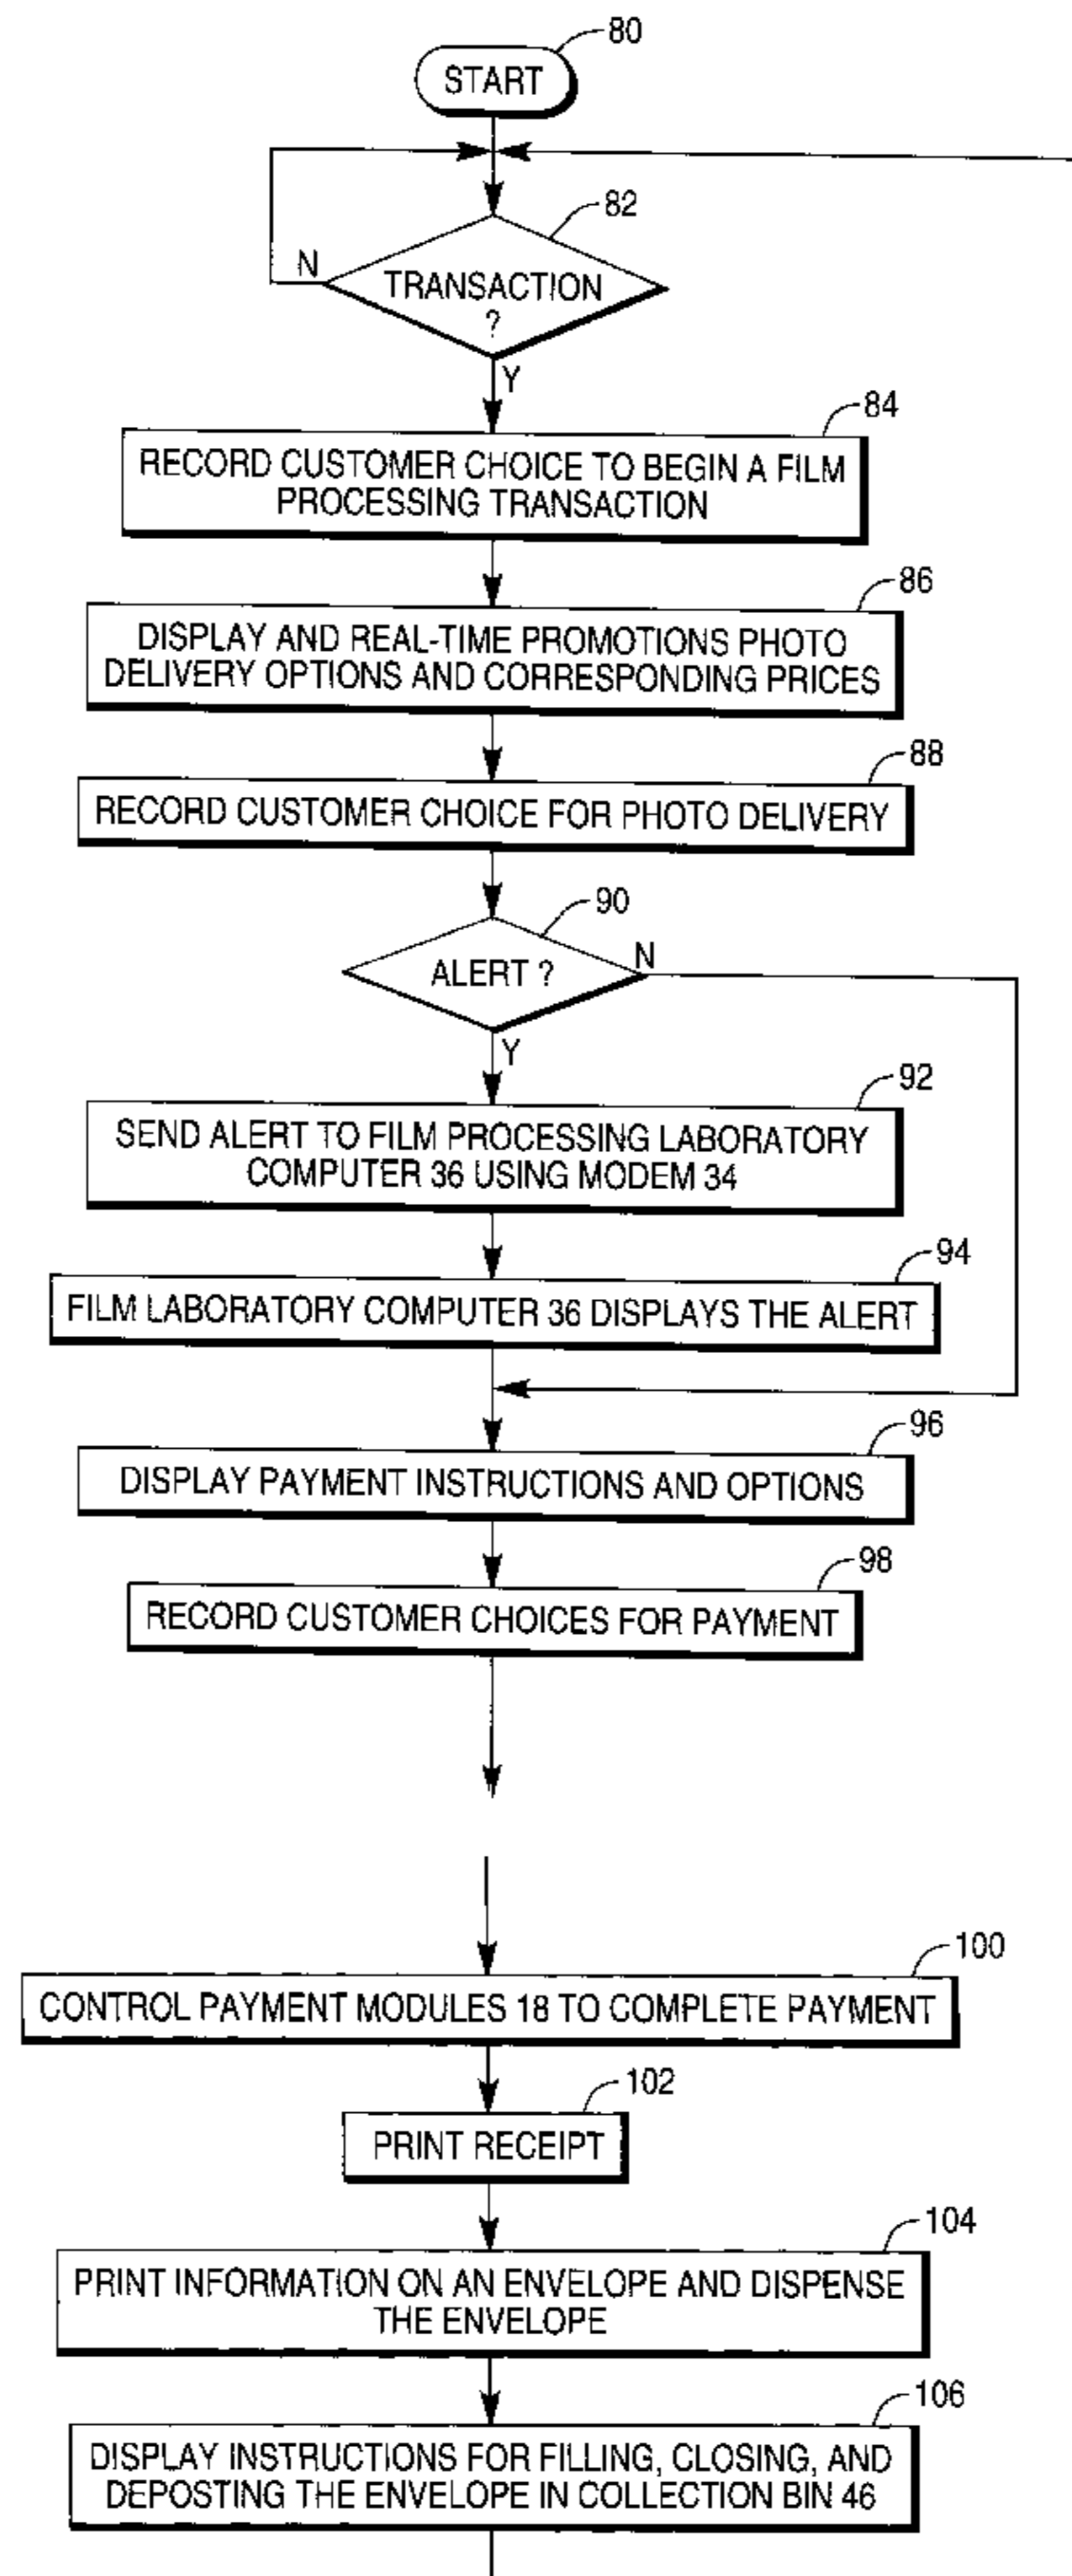 80
START
82
N
TRANSACTION
?
Y
84
RECORD CUSTOMER CHOICE TO BEGIN A FILM
PROCESSING TRANSACTION
86
DISPLAY AND REAL-TIME PROMOTIONS PHOTO
DELIVERY OPTIONS AND CORRESPONDING PRICES
88
RECORD CUSTOMER CHOICE FOR PHOTO DELIVERY
90
ALERT ?
N
Y
92
SEND ALERT TO FILM PROCESSING LABORATORY
COMPUTER 36 USING MODEM 34
94
FILM LABORATORY COMPUTER 36 DISPLAYS THE ALERT
96
DISPLAY PAYMENT INSTRUCTIONS AND OPTIONS
98
RECORD CUSTOMER CHOICES FOR PAYMENT
100
CONTROL PAYMENT MODULES 18 TO COMPLETE PAYMENT
102
PRINT RECEIPT
104
PRINT INFORMATION ON AN ENVELOPE AND DISPENSE
THE ENVELOPE
106
DISPLAY INSTRUCTIONS FOR FILLING, CLOSING, AND
DEPOSTING THE ENVELOPE IN COLLECTION BIN 46